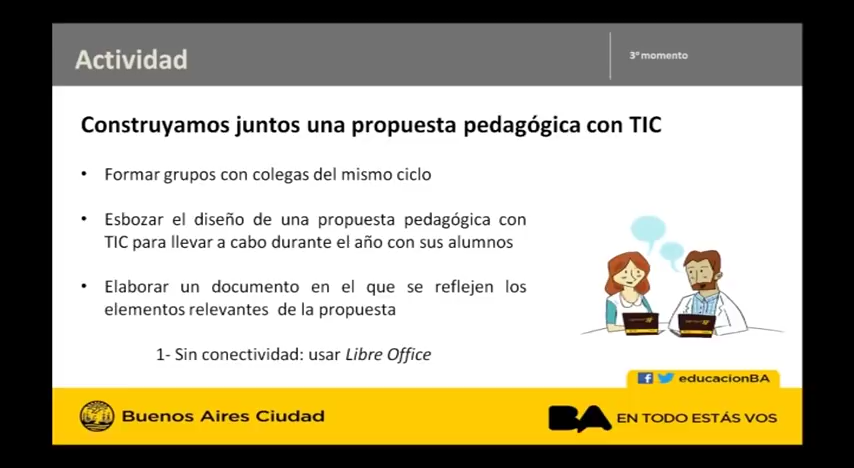 Actividad
3º momento
Construyamos juntos una propuesta pedagógica con TIC
• Formar grupos con colegas del mismo ciclo
• Esbozar el diseño de una propuesta pedagógica con
TIC para llevar a cabo durante el año con sus alumnos
• Elaborar un documento en el que se reflejen los
elementos relevantes de la propuesta
1- Sin conectividad: usar Libre Office
educacionBA
Buenos Aires Ciudad
BA EN TODO ESTÁS VOS